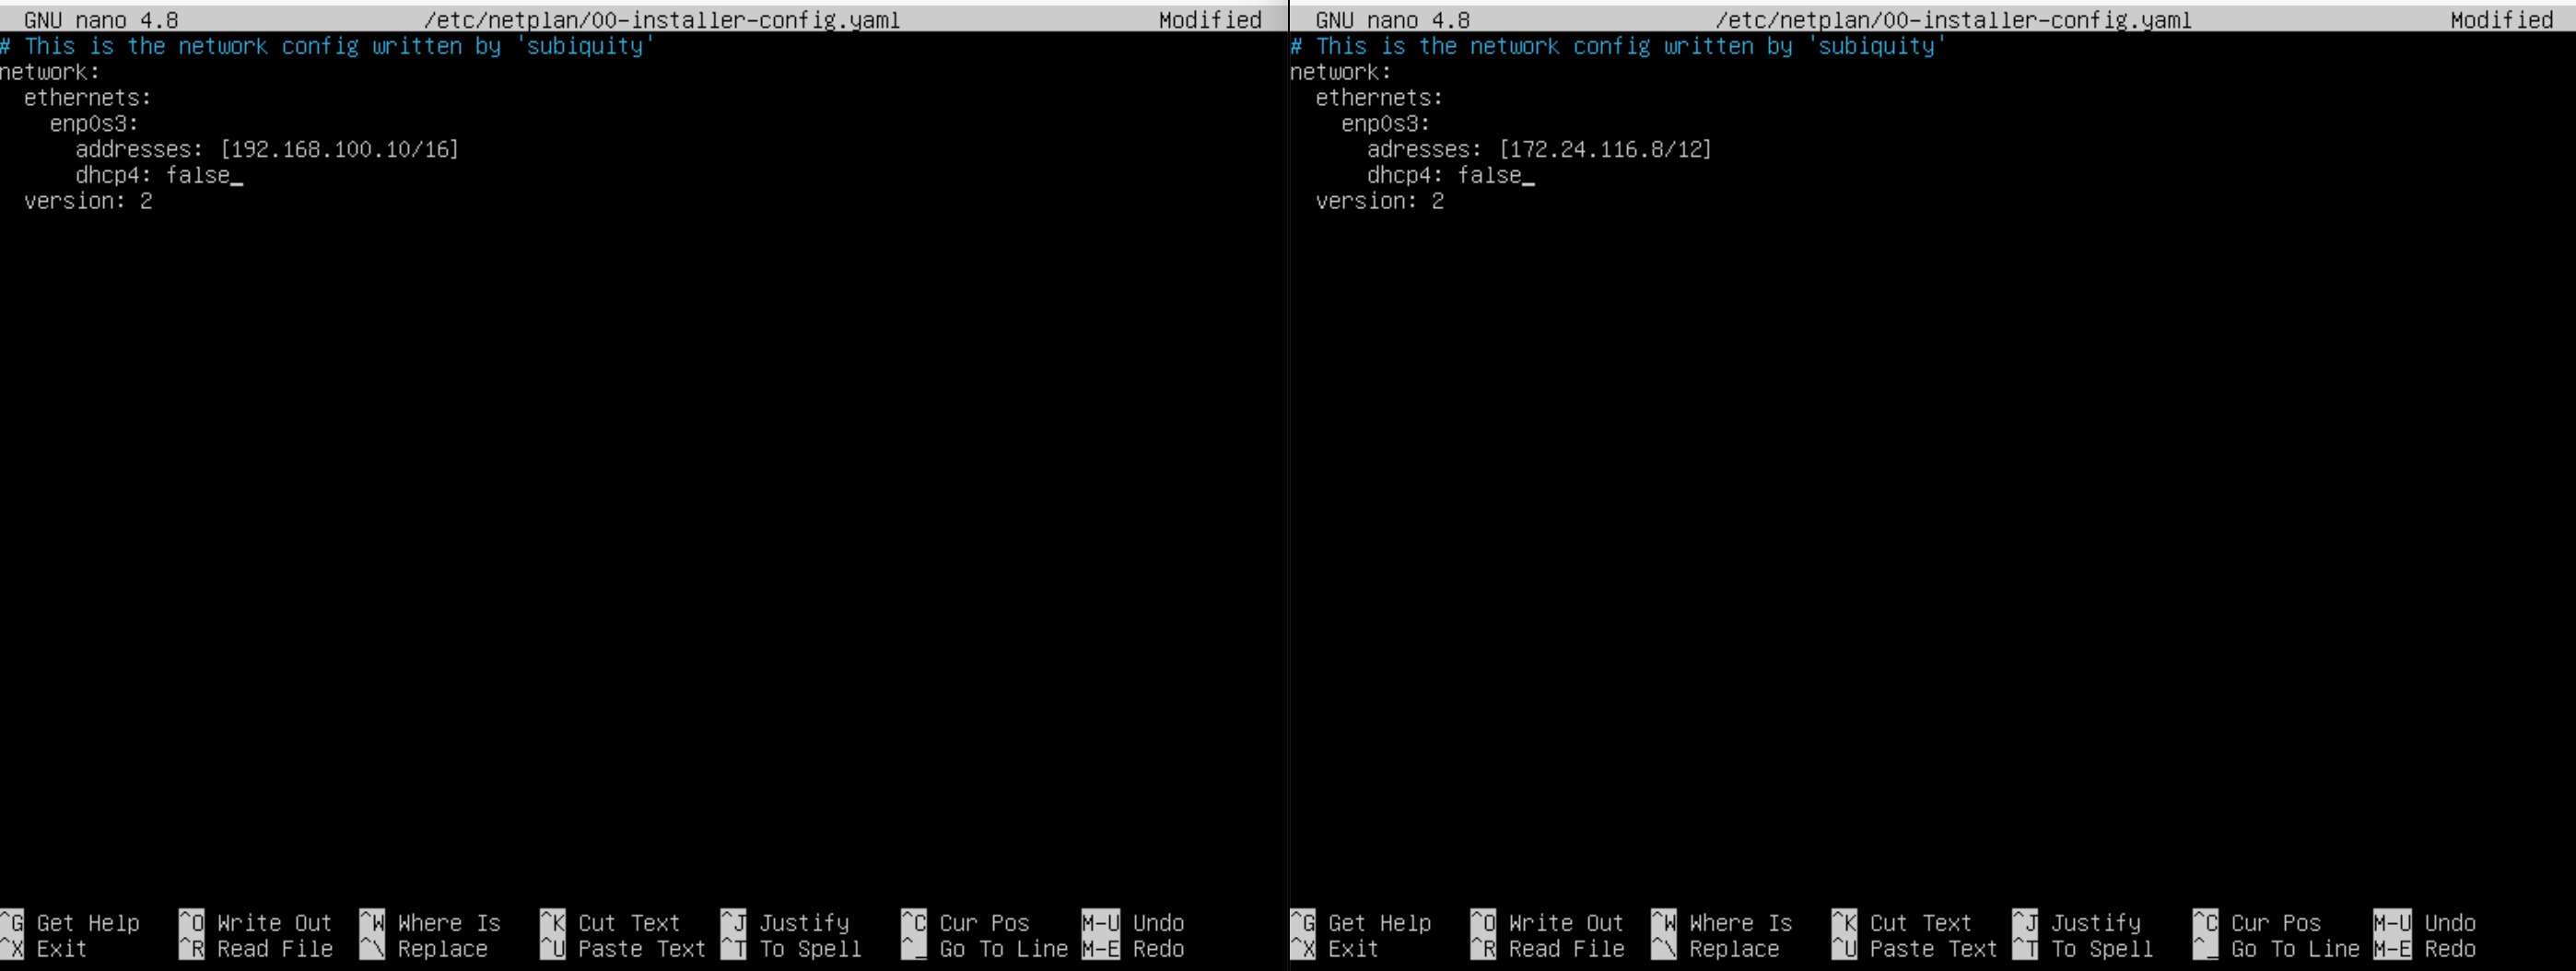 GNU nano 4.8 /etc/netplan/00-installer-config.yaml Modified
# This is the network config written by 'subiquity'
network:
  ethernets:
    enp0s3:
      addresses: [192.168.100.10/16]
      dhcp4: false_
  version: 2
^G Get Help ^O Write Out ^W Where Is ^K Cut Text ^J Justify ^C Cur Pos M-U Undo
^X Exit ^R Read File ^\ Replace ^U Paste Text ^T To Spell ^_ Go To Line M-E Redo
GNU nano 4.8 /etc/netplan/00-installer-config.yaml Modified
# This is the network config written by 'subiquity'
network:
  ethernets:
    enp0s3:
      adresses: [172.24.116.8/12]
      dhcp4: false_
  version: 2
^G Get Help ^O Write Out ^W Where Is ^K Cut Text ^J Justify ^C Cur Pos M-U Undo
^X Exit ^R Read File ^\ Replace ^U Paste Text ^T To Spell ^_ Go To Line M-E Redo